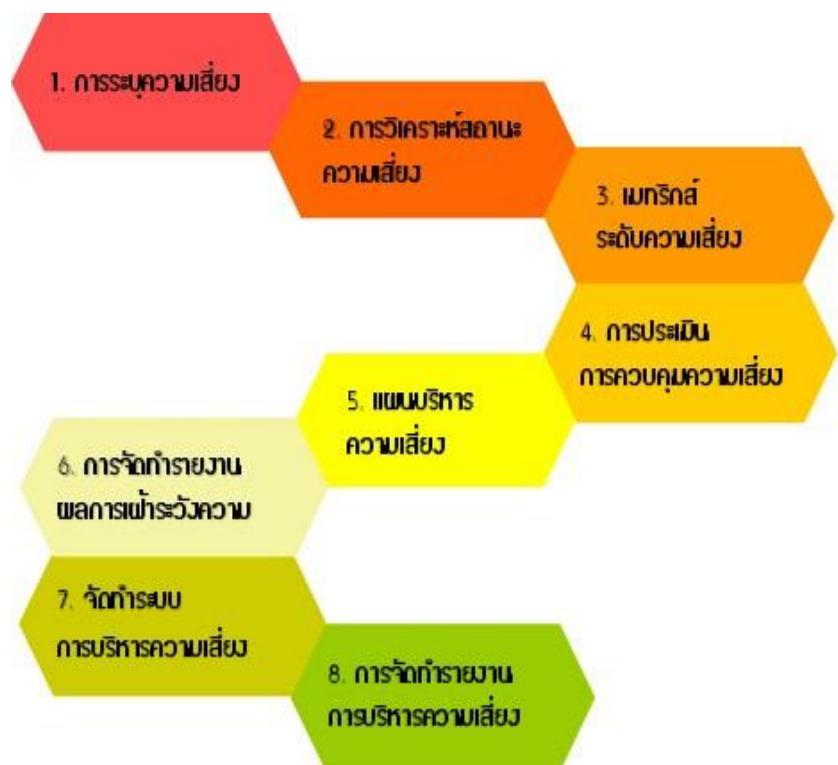 1. การระบุความเสี่ยง
2. การวิเคราะห์สถานะ
ความเสี่ยง
3. เมทริกส์
ระดับความเสี่ยง
4. การประเมิน
การควบคุมความเสี่ยง
5. แผนบริหาร
ความเสี่ยง
6. การจัดทำรายงาน
ผลการเฝ้าระวังความ
7. จัดทำระบบ
การบริหารความเสี่ยง
8. การจัดทำรายงาน
การบริหารความเสี่ยง